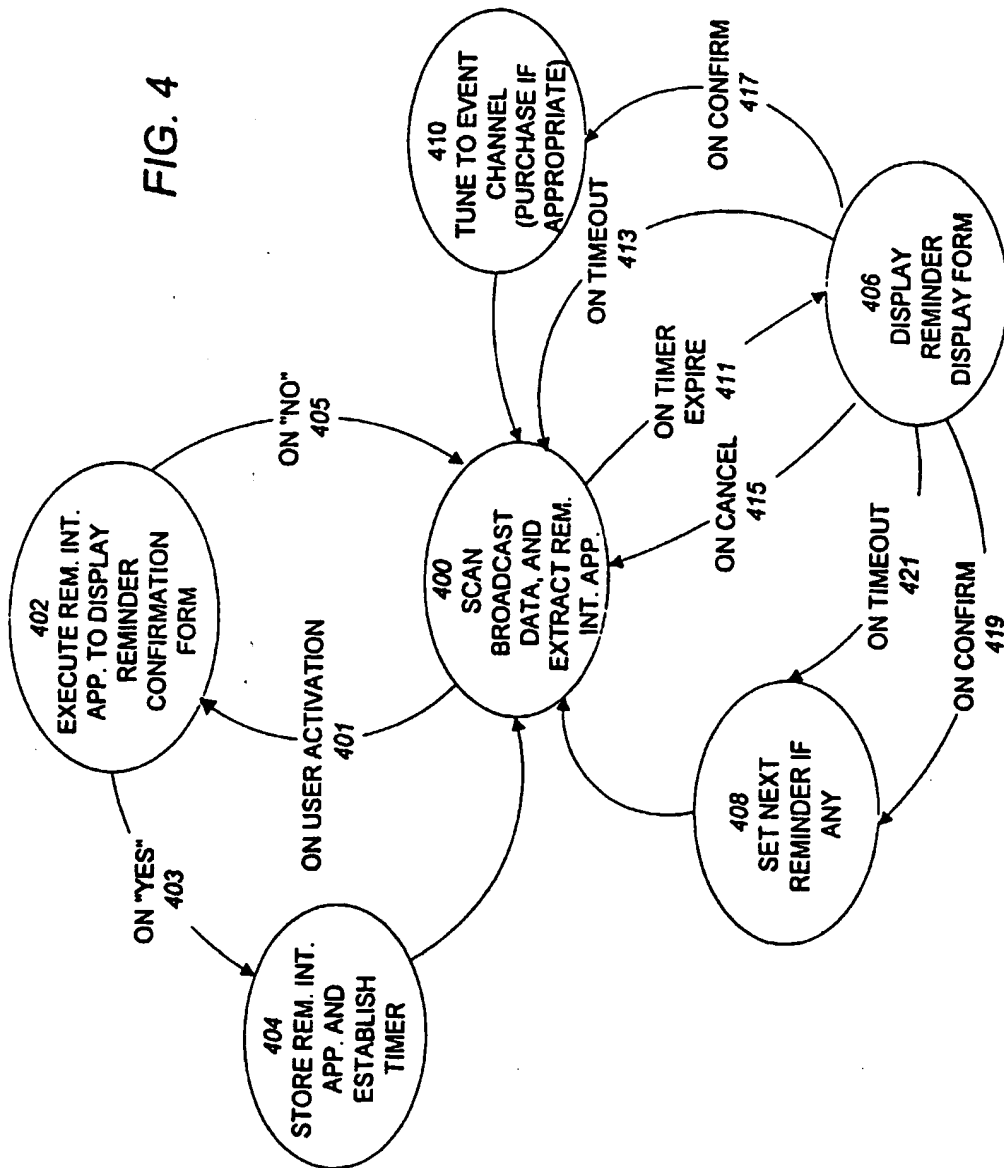 FIG. 4
402
EXECUTE REM. INT.
APP. TO DISPLAY
REMINDER
CONFIRMATION
FORM
ON "YES"
403
ON "NO"
405
ON USER ACTIVATION
401
404
STORE REM. INT.
APP. AND
ESTABLISH
TIMER
400
SCAN
BROADCAST
DATA, AND
EXTRACT REM.
INT. APP.
410
TUNE TO EVENT
CHANNEL
(PURCHASE IF
APPROPRIATE)
ON TIMEOUT
413
ON CONFIRM
417
ON TIMER
EXPIRE
411
ON CANCEL
415
406
DISPLAY
REMINDER
DISPLAY FORM
ON TIMEOUT
421
ON CONFIRM
419
408
SET NEXT
REMINDER IF
ANY